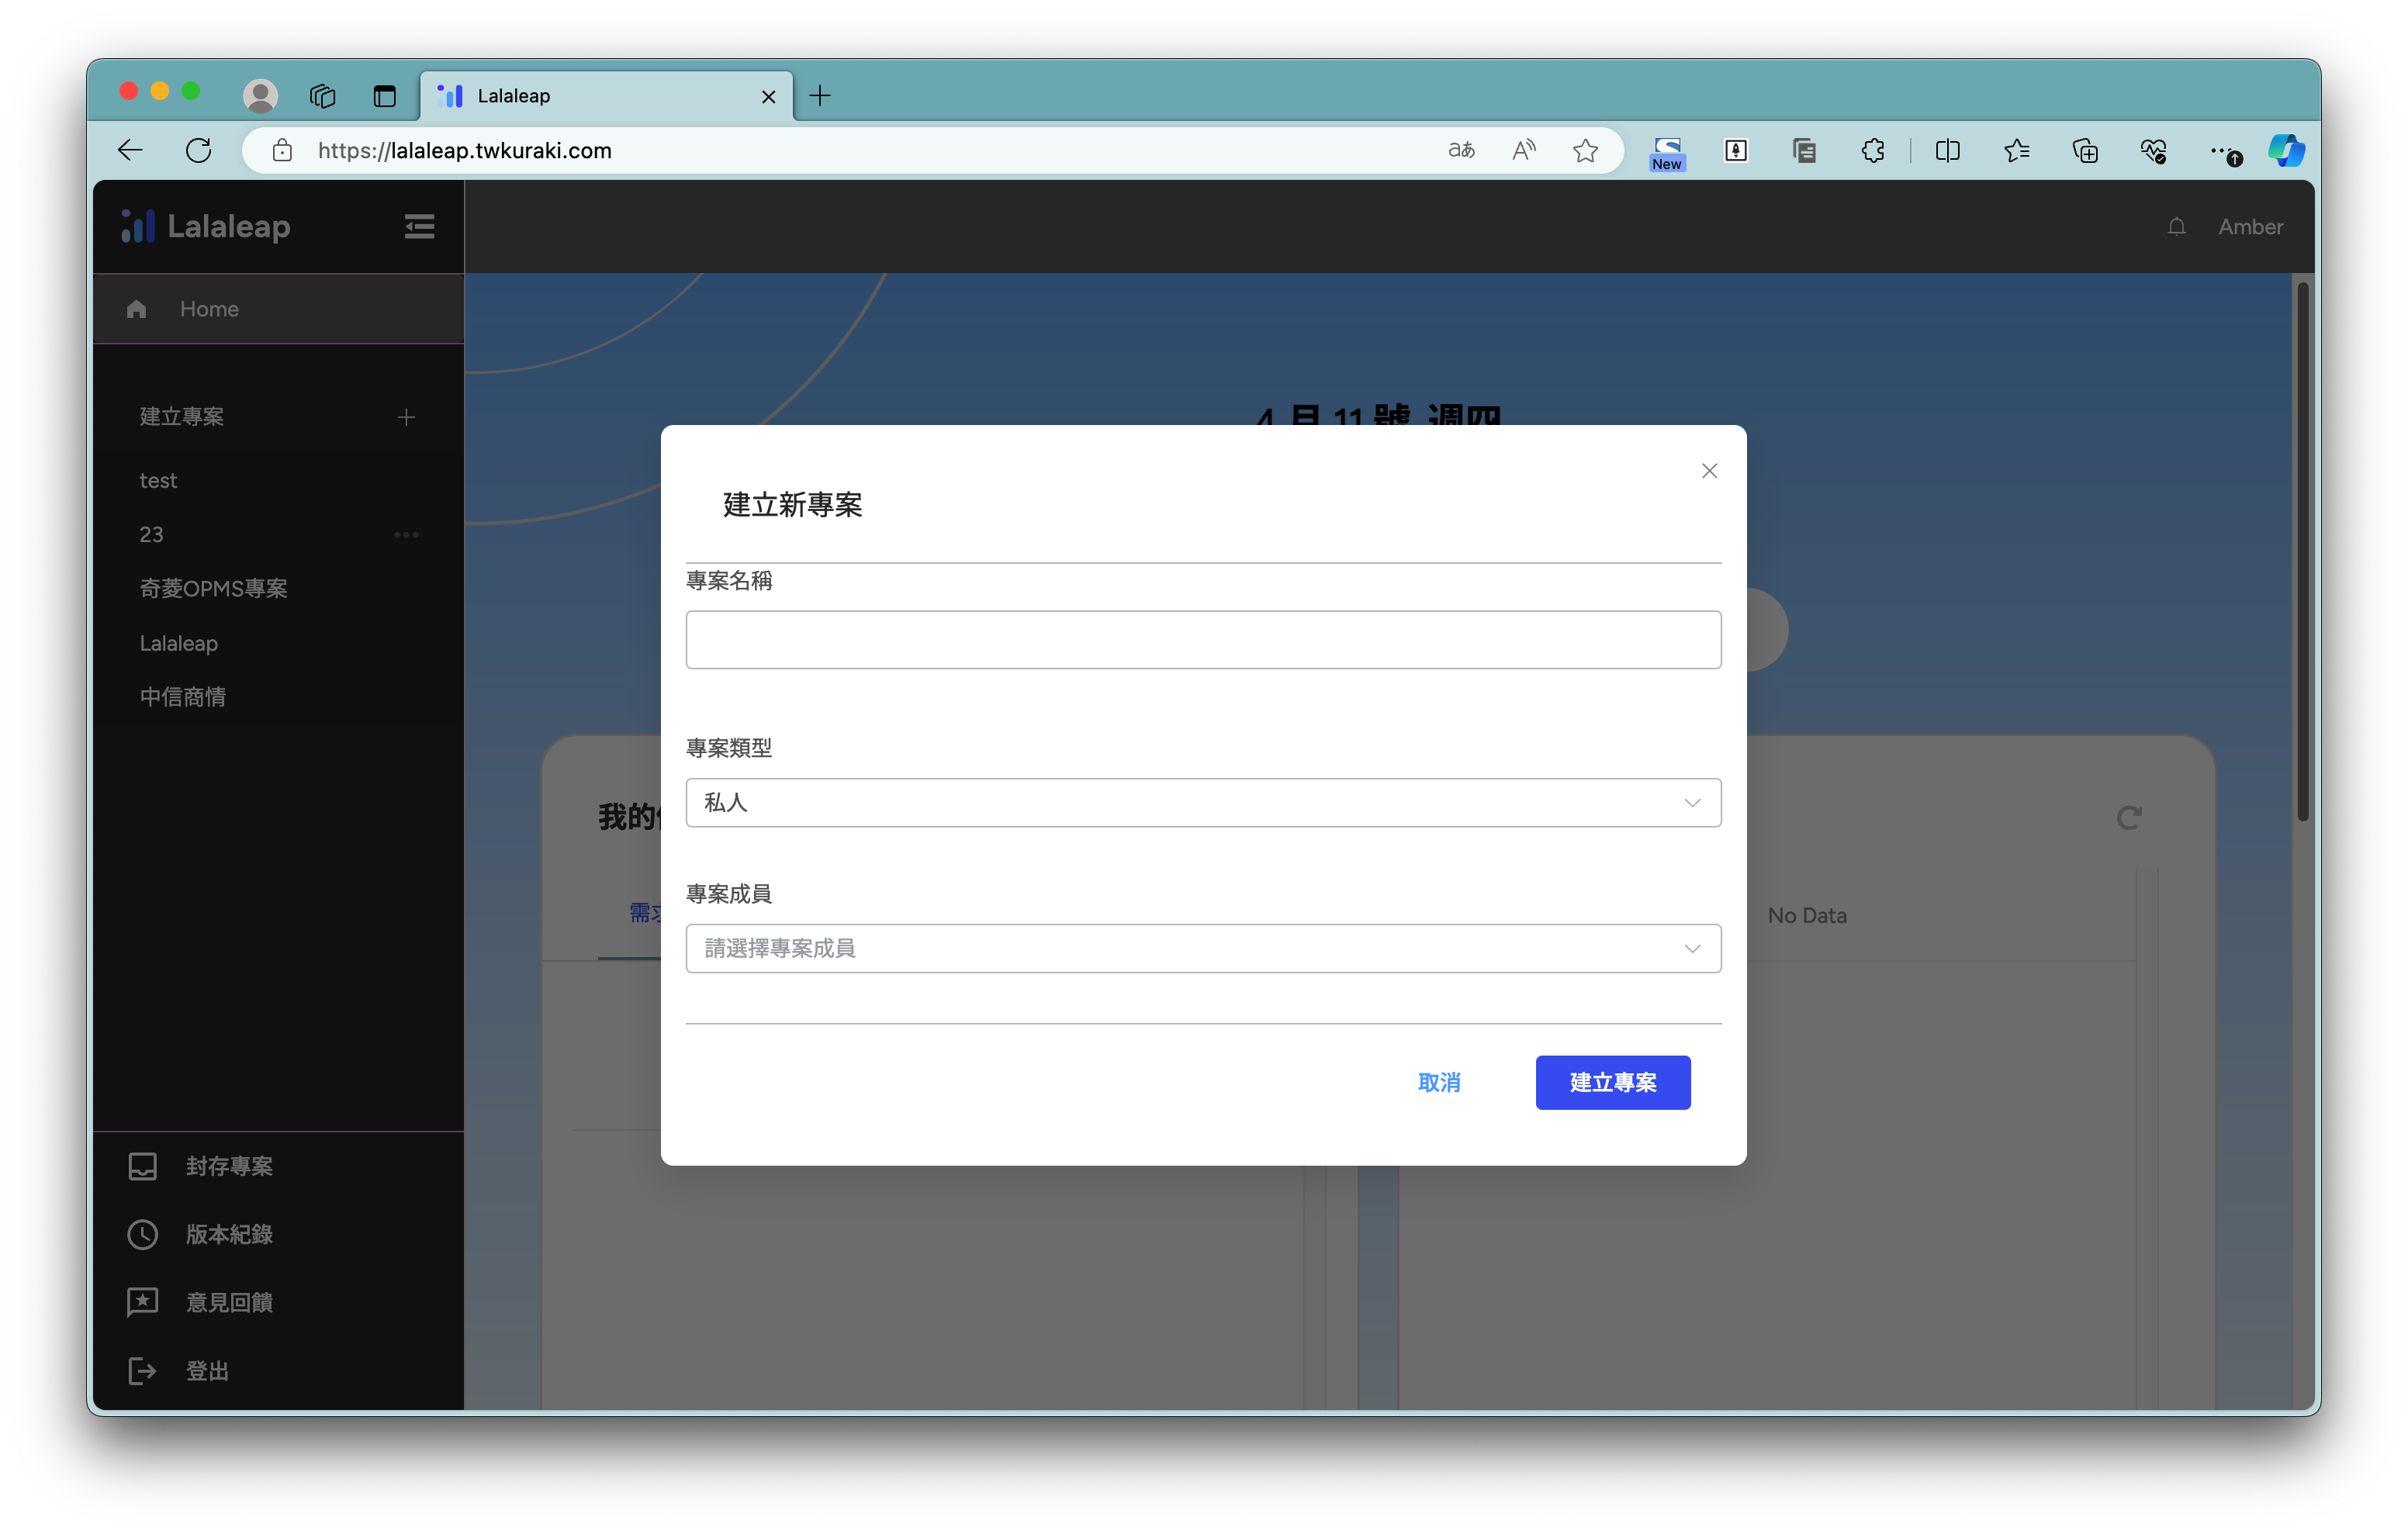 Lalaleap
https://lalaleap.twkuraki.com
aあ
A
New
Lalaleap
Amber
Home
建立專案
test
23
奇菱OPMS專案
Lalaleap
中信商情
封存專案
版本紀錄
意見回饋
登出
4 月 11 號 週四
建立新專案
專案名稱
專案類型
私人
專案成員
請選擇專案成員
取消
建立專案
我的
需
No Data